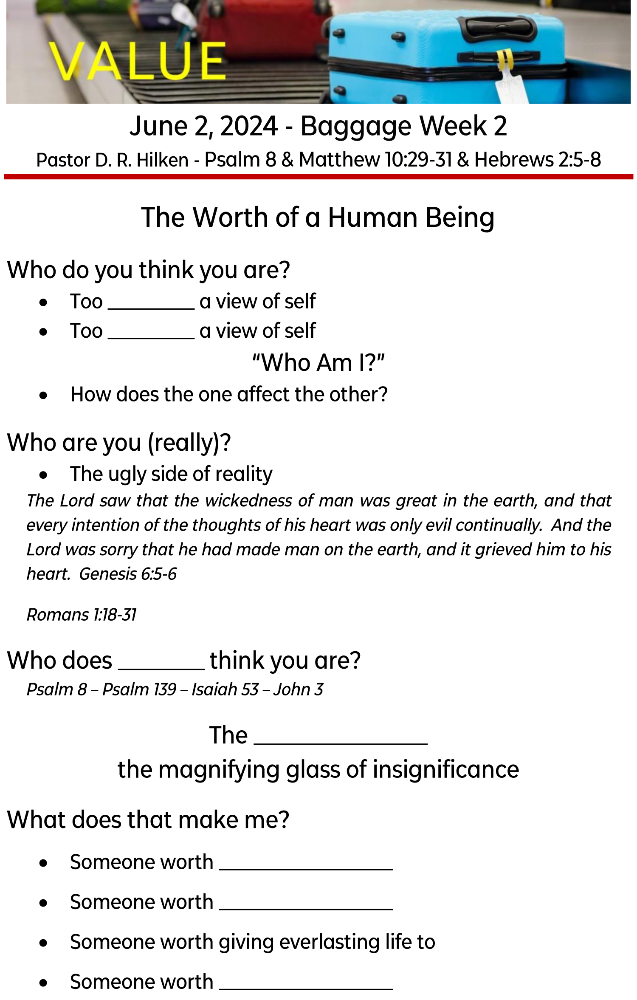 VALUE
June 2, 2024 - Baggage Week 2
Pastor D. R. Hilken - Psalm 8 & Matthew 10:29-31 & Hebrews 2:5-8
The Worth of a Human Being
Who do you think you are?
• Too _________ a view of self
• Too _________ a view of self
“Who Am I?”
• How does the one affect the other?
Who are you (really)?
• The ugly side of reality
The Lord saw that the wickedness of man was great in the earth, and that
every intention of the thoughts of his heart was only evil continually.  And the
Lord was sorry that he had made man on the earth, and it grieved him to his
heart.  Genesis 6:5-6
Romans 1:18-31
Who does ________ think you are?
Psalm 8 – Psalm 139 – Isaiah 53 – John 3
The ________________
the magnifying glass of insignificance
What does that make me?
• Someone worth __________________
• Someone worth __________________
• Someone worth giving everlasting life to
• Someone worth __________________